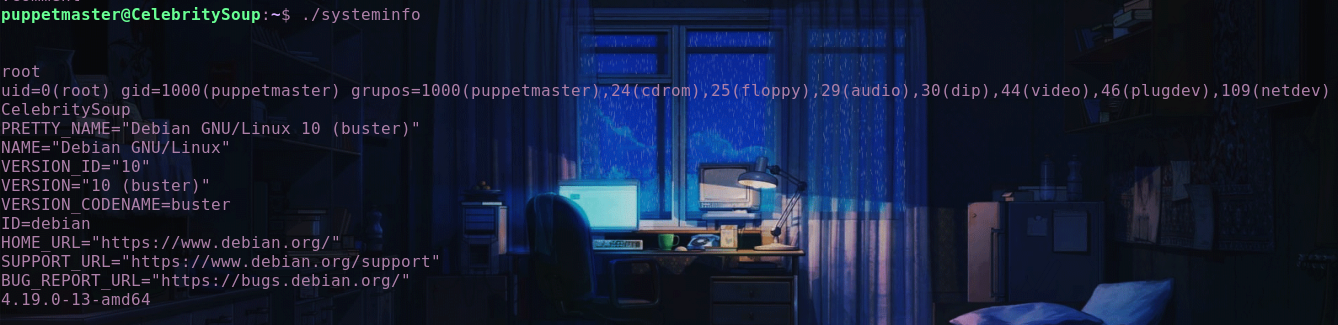 puppetmaster@CelebritySoup:~$ ./systeminfo
root
uid=0(root) gid=1000(puppetmaster) grupos=1000(puppetmaster),24(cdrom),25(floppy),29(audio),30(dip),44(video),46(plugdev),109(netdev)
CelebritySoup
PRETTY_NAME="Debian GNU/Linux 10 (buster)"
NAME="Debian GNU/Linux"
VERSION_ID="10"
VERSION="10 (buster)"
VERSION_CODENAME=buster
ID=debian
HOME_URL="https://www.debian.org/"
SUPPORT_URL="https://www.debian.org/support"
BUG_REPORT_URL="https://bugs.debian.org/"
4.19.0-13-amd64